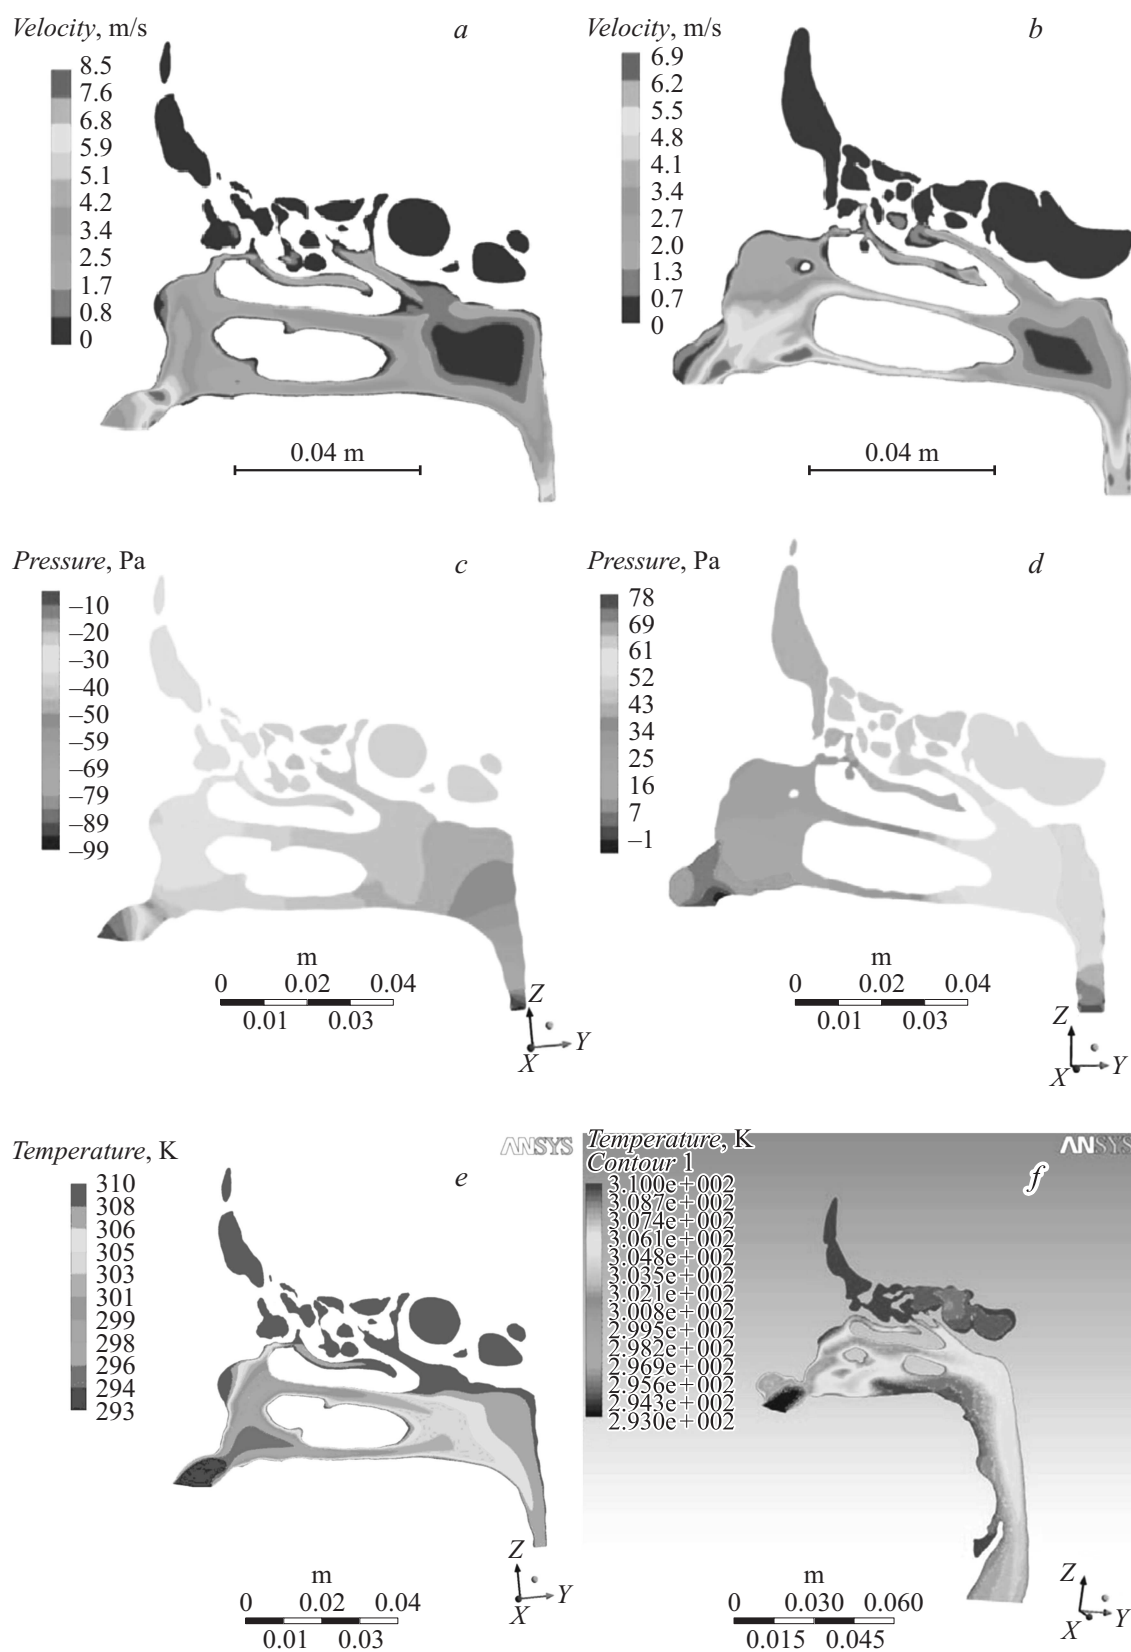 Velocity, m/s
a
8.5
7.6
6.8
5.9
5.1
4.2
3.4
2.5
1.7
0.8
0
0.04 m
Velocity, m/s
b
6.9
6.2
5.5
4.8
4.1
3.4
2.7
2.0
1.3
0.7
0
0.04 m
Pressure, Pa
c
–10
–20
–30
–40
–50
–59
–69
–79
–89
–99
m
0 0.02 0.04
0.01 0.03
Z
Y
X
Pressure, Pa
d
78
69
61
52
43
34
25
16
7
–1
m
0 0.02 0.04
0.01 0.03
Z
Y
X
ANSYS
Temperature, K
e
310
308
306
305
303
301
299
298
296
294
293
m
0 0.02 0.04
0.01 0.03
Z
Y
X
Temperature, K
Contour 1
ANSYS
f
3.100e+002
3.087e+002
3.074e+002
3.061e+002
3.048e+002
3.035e+002
3.021e+002
3.008e+002
2.995e+002
2.982e+002
2.969e+002
2.956e+002
2.943e+002
2.930e+002
m
0 0.030 0.060
0.015 0.045
Z
Y
X